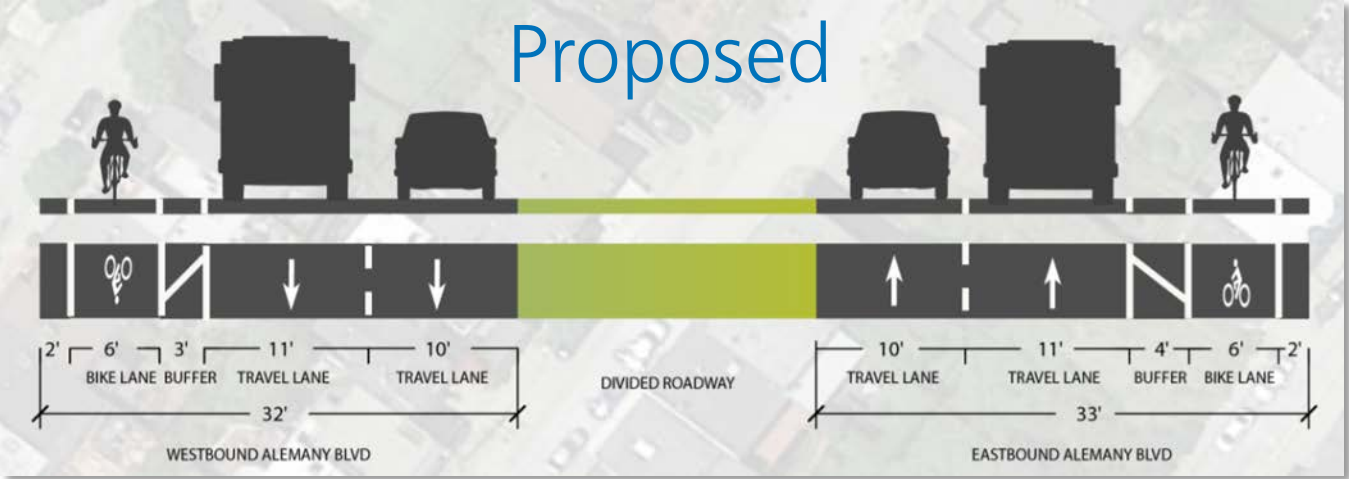 Proposed
2' 6' 3' 11' 10' 10' 11' 4' 6' 2'
BIKE LANE BUFFER TRAVEL LANE TRAVEL LANE DIVIDED ROADWAY TRAVEL LANE TRAVEL LANE BUFFER BIKE LANE
32' 33'
WESTBOUND ALEMANY BLVD EASTBOUND ALEMANY BLVD